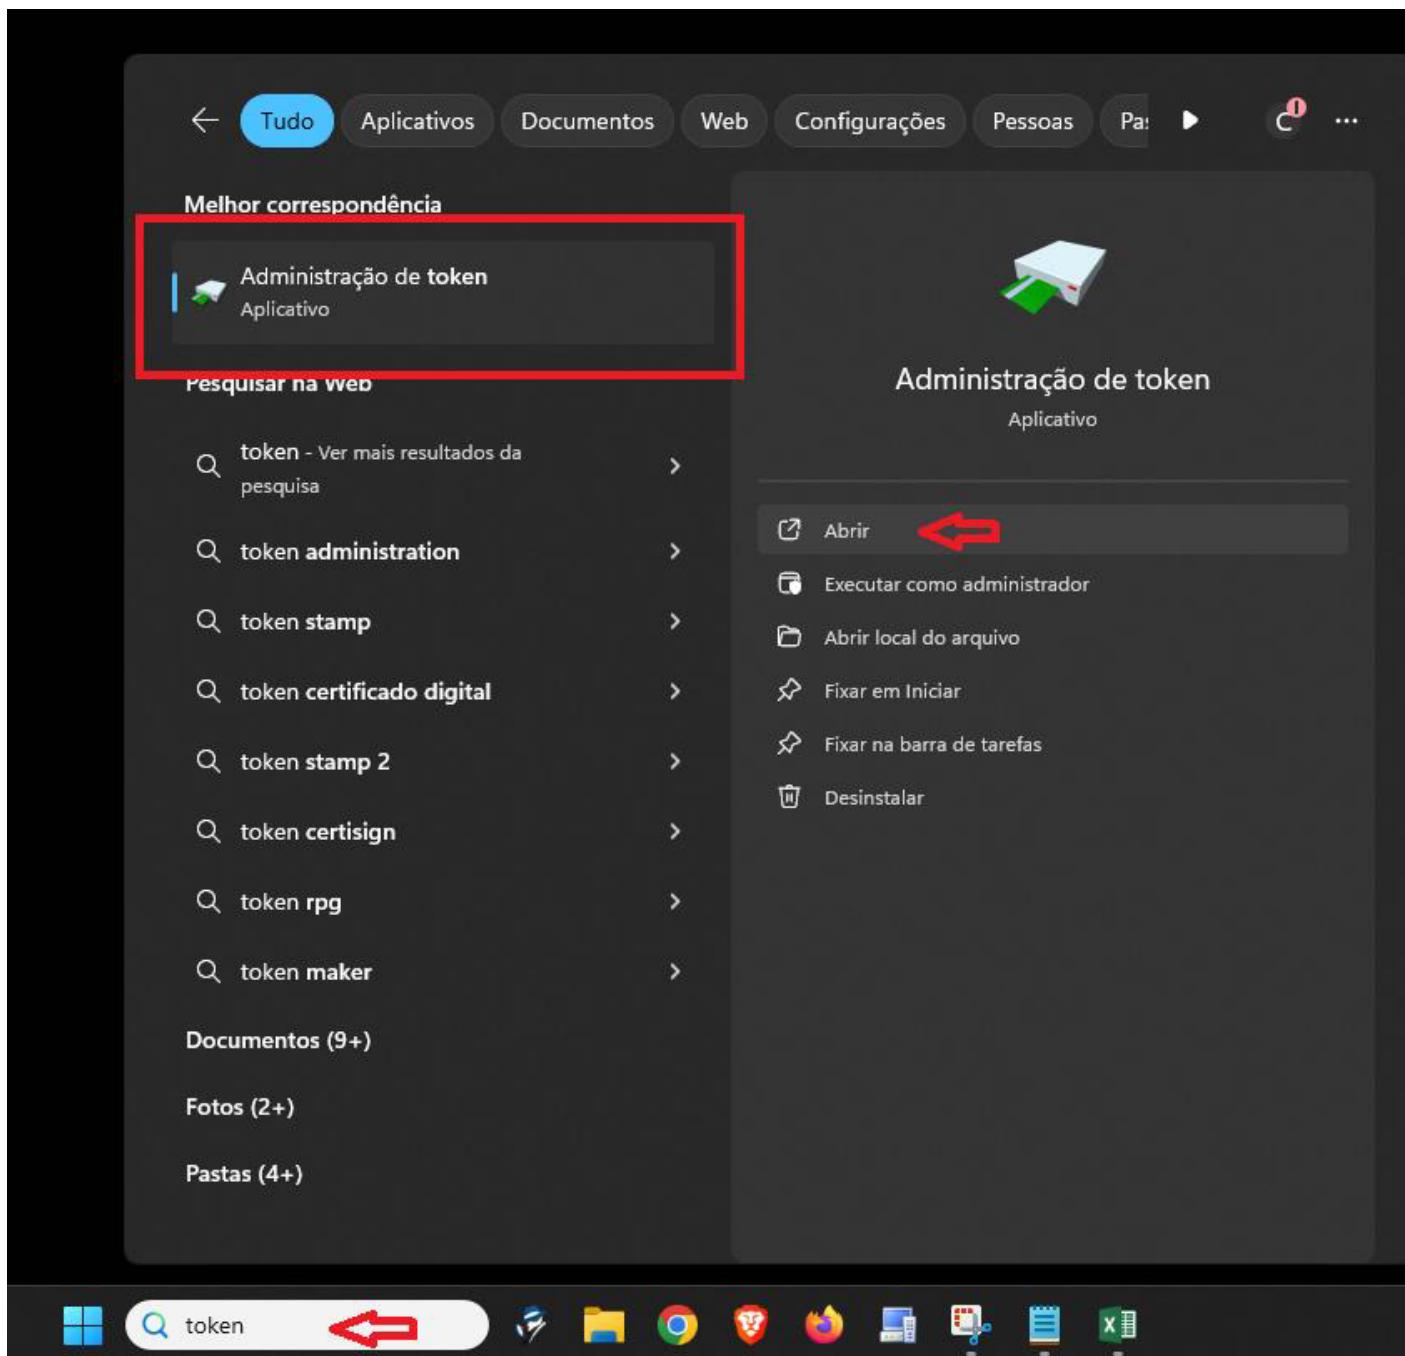 Tudo
Aplicativos
Documentos
Web
Configurações
Pessoas
Pas
C
Melhor correspondência
Administração de token
Aplicativo
Pesquisar na Web
token - Ver mais resultados da
pesquisa
token administration
token stamp
token certificado digital
token stamp 2
token certisign
token rpg
token maker
Documentos (9+)
Fotos (2+)
Pastas (4+)
Administração de token
Aplicativo
Abrir
Executar como administrador
Abrir local do arquivo
Fixar em Iniciar
Fixar na barra de tarefas
Desinstalar
token